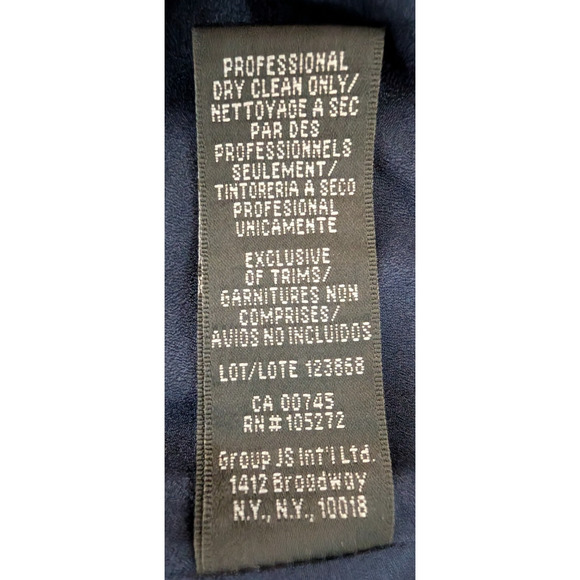 PROFESSIONAL
DRY CLEAN ONLY/
NETTOYAGE A SEC
PAR DES
PROFESSIONNELS
SEULEMENT/
TINTORERIA A SECO
PROFESIONAL
UNICAMENTE
EXCLUSIVE
OF TRIMS/
GARNITURES NON
COMPRISES/
AVIOS NO INCLUIDOS
LOT/LOTE 123868
CA 00745
RN#105272
Group JS Int'l Ltd.
1412 Broadway
N.Y., N.Y., 10018